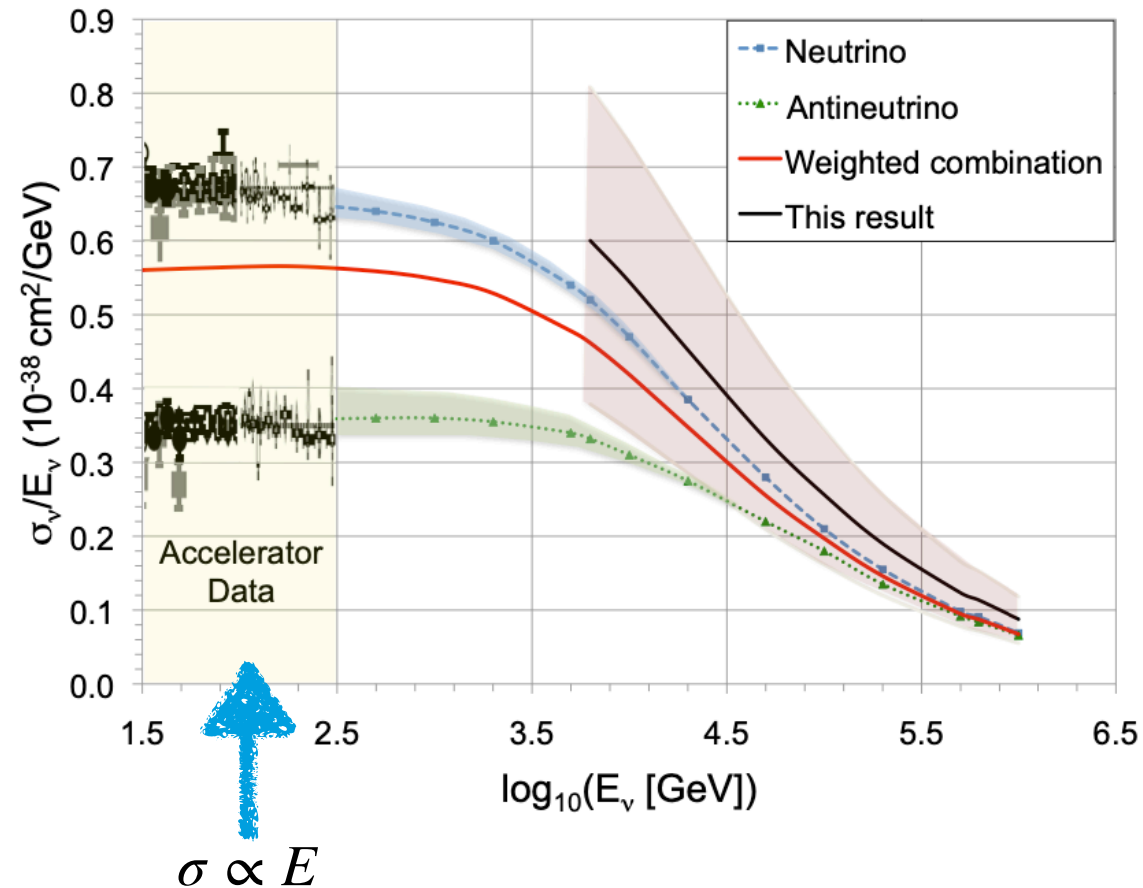 0.9
0.8
0.7
0.6
0.5
0.4
0.3
0.2
0.1
0.0
σν/Eν (10⁻³⁸ cm²/GeV)
Neutrino
Antineutrino
Weighted combination
This result
Accelerator
Data
1.5 2.5 3.5 4.5 5.5 6.5
log₁₀(Eν [GeV])
σ ∝ E